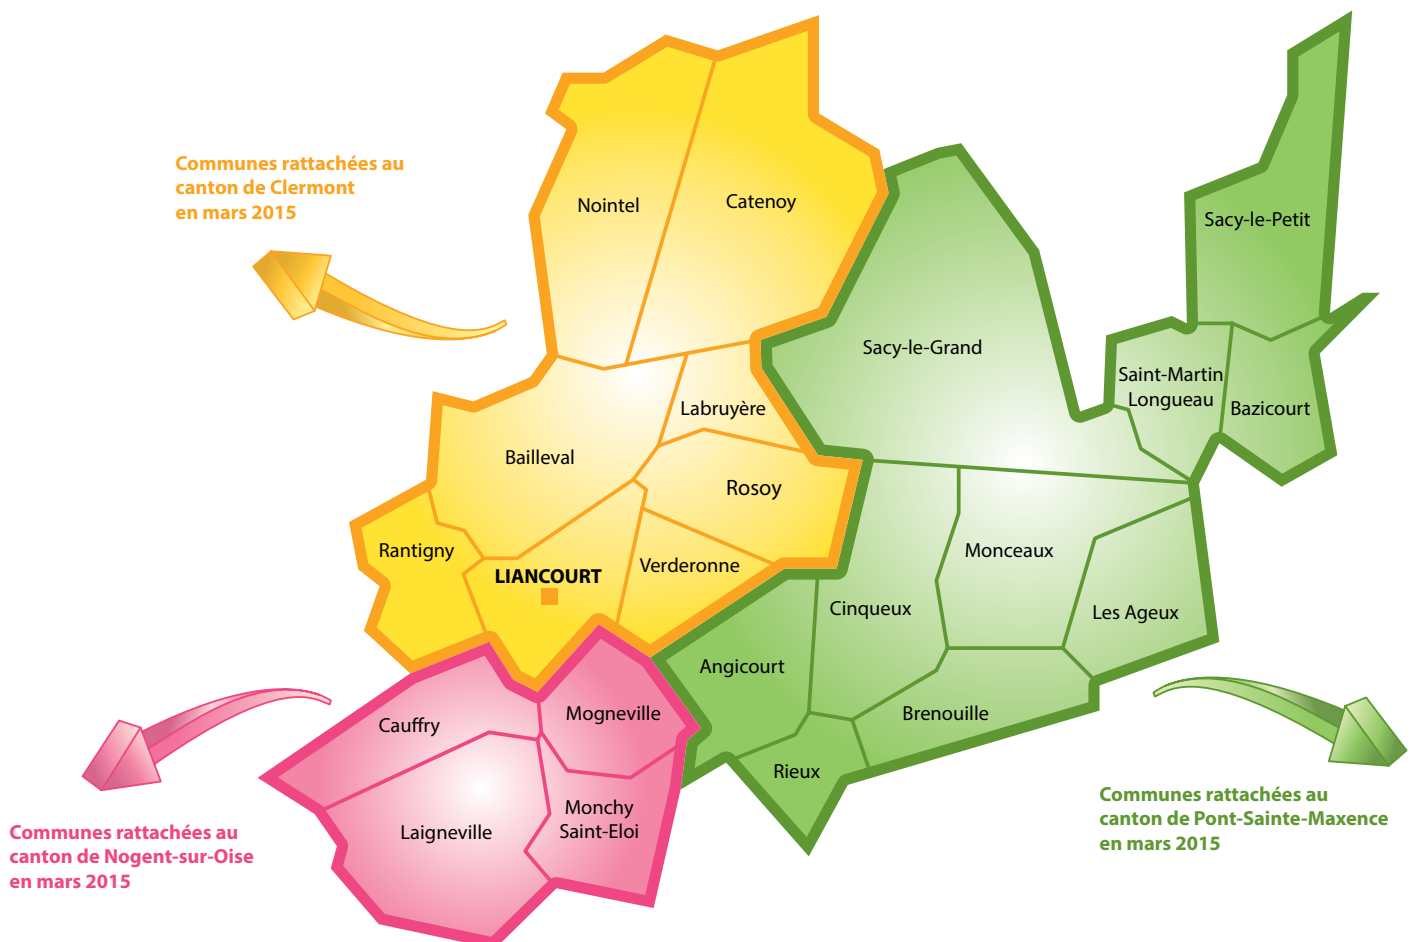 Communes rattachées au
canton de Clermont
en mars 2015
Nointel
Catenoy
Sacy-le-Petit
Sacy-le-Grand
Saint-Martin
Longueau
Bazicourt
Labruyère
Bailleval
Rosoy
Rantigny
LIANCOURT
Verderonne
Monceaux
Cinqueux
Les Ageux
Angicourt
Brenouille
Rieux
Cauffry
Mogneville
Laigneville
Monchy
Saint-Eloi
Communes rattachées au
canton de Nogent-sur-Oise
en mars 2015
Communes rattachées au
canton de Pont-Sainte-Maxence
en mars 2015